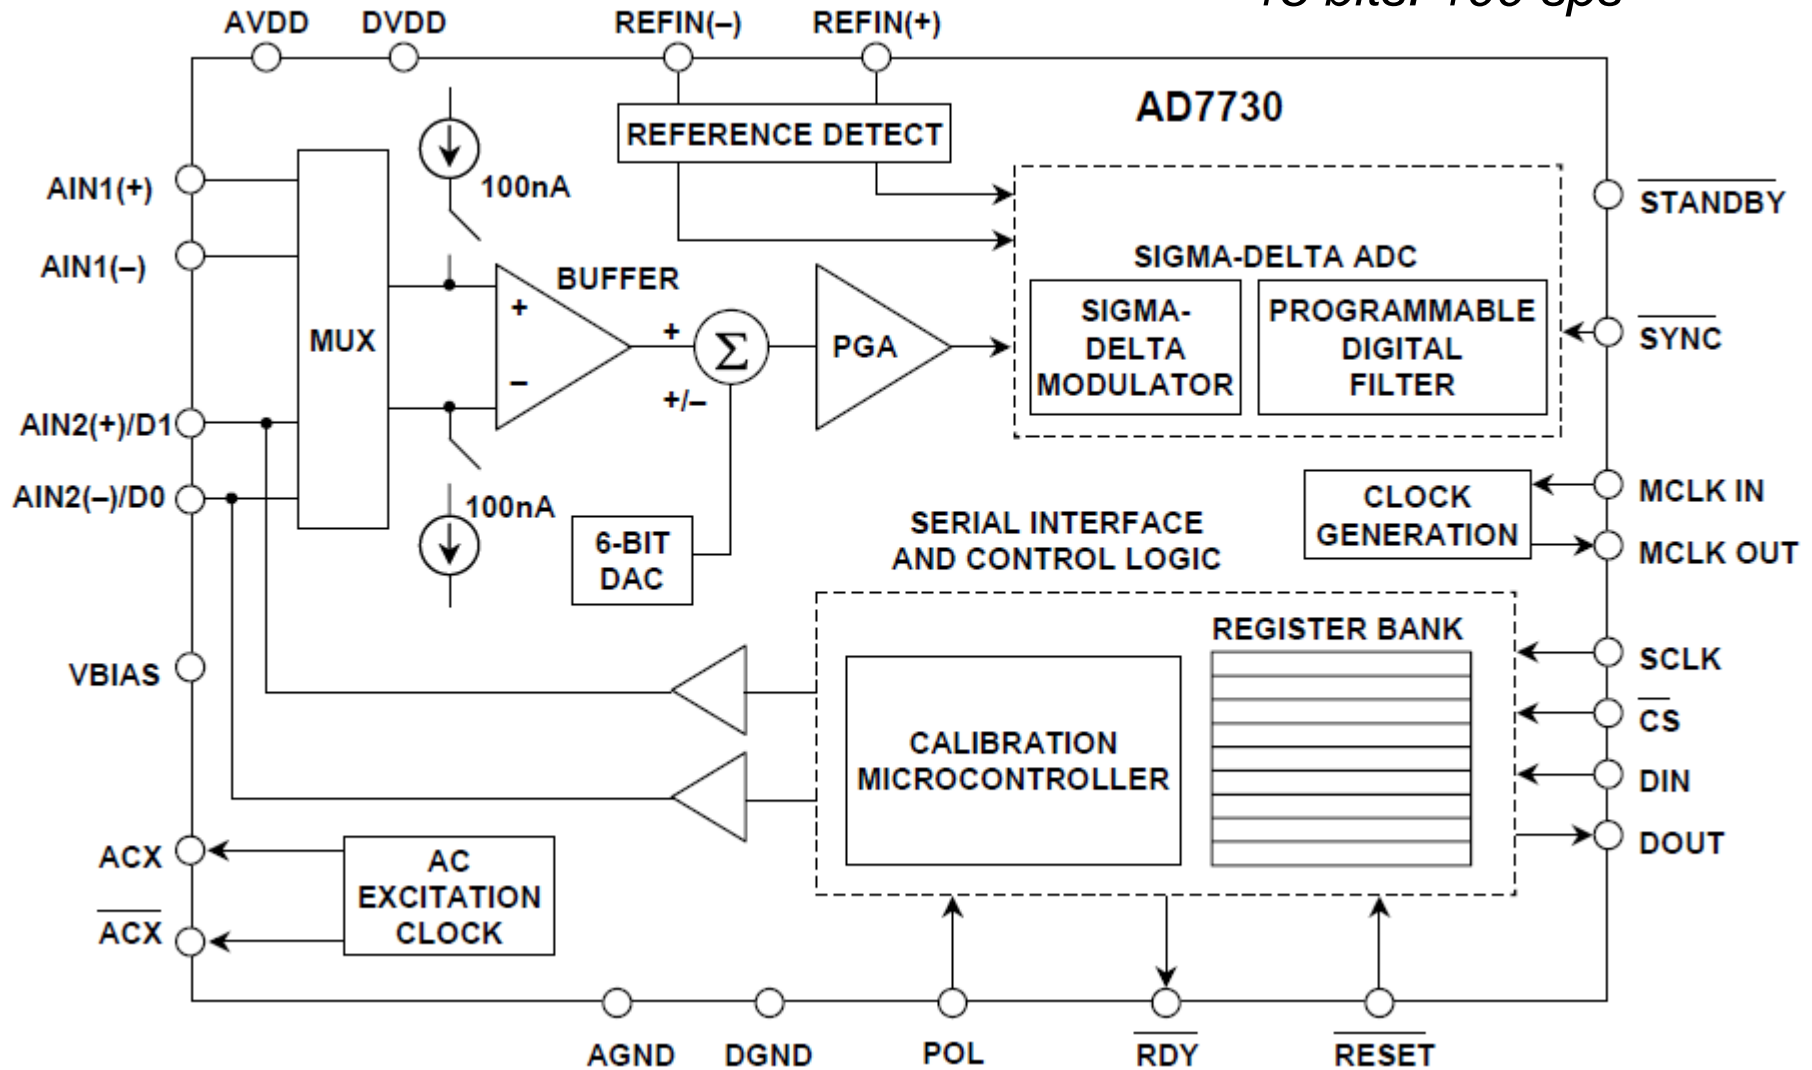 AVDD
DVDD
REFIN(–)
REFIN(+)
AD7730
REFERENCE DETECT
AIN1(+)
100nA
STANDBY
AIN1(–)
BUFFER
SIGMA-DELTA ADC
+
+
MUX
Σ
PGA
SIGMA-
DELTA
MODULATOR
PROGRAMMABLE
DIGITAL
FILTER
SYNC
–
+/–
AIN2(+)/D1
AIN2(–)/D0
100nA
6-BIT
DAC
SERIAL INTERFACE
AND CONTROL LOGIC
CLOCK
GENERATION
MCLK IN
MCLK OUT
REGISTER BANK
VBIAS
SCLK
CS
CALIBRATION
MICROCONTROLLER
DIN
DOUT
ACX
ACX
AC
EXCITATION
CLOCK
AGND
DGND
POL
RDY
RESET